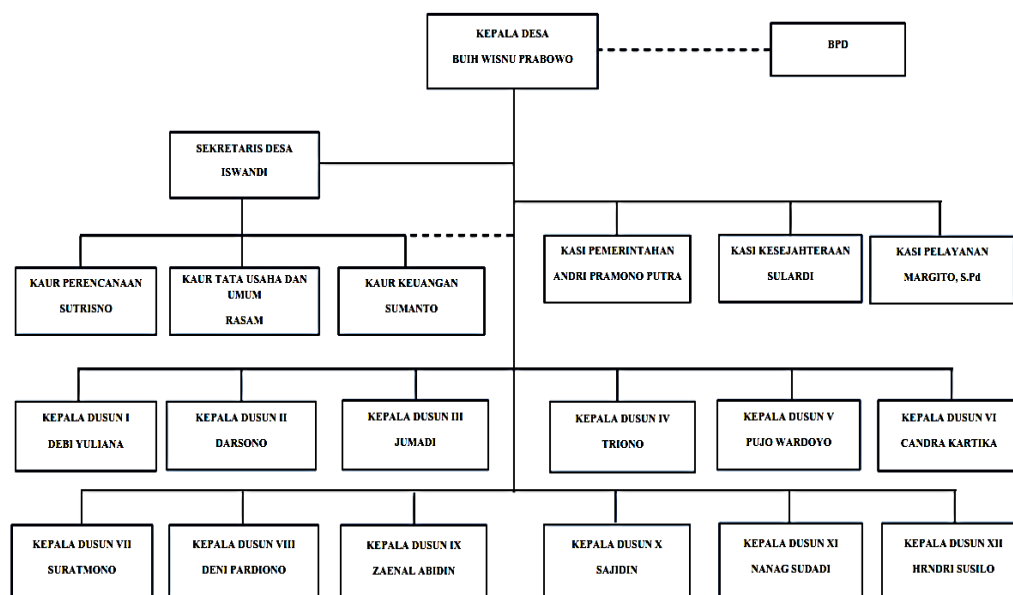 KEPALA DESA
BUIH WISNU PRABOWO
BPD
SEKRETARIS DESA
ISWANDI
KASI PEMERINTAHAN
ANDRI PRAMONO PUTRA
KASI KESEJAHTERAAN
SULARDI
KASI PELAYANAN
MARGITO, S.Pd
KAUR PERENCANAAN
SUTRISNO
KAUR TATA USAHA DAN
UMUM
RASAM
KAUR KEUANGAN
SUMANTO
KEPALA DUSUN I
DEBI YULIANA
KEPALA DUSUN II
DARSONO
KEPALA DUSUN III
JUMADI
KEPALA DUSUN IV
TRIONO
KEPALA DUSUN V
PUJO WARDOYO
KEPALA DUSUN VI
CANDRA KARTIKA
KEPALA DUSUN VII
SURATMONO
KEPALA DUSUN VIII
DENI PARDIONO
KEPALA DUSUN IX
ZAENAL ABIDIN
KEPALA DUSUN X
SAJIDIN
KEPALA DUSUN XI
NANAG SUDADI
KEPALA DUSUN XII
HRNDRI SUSILO